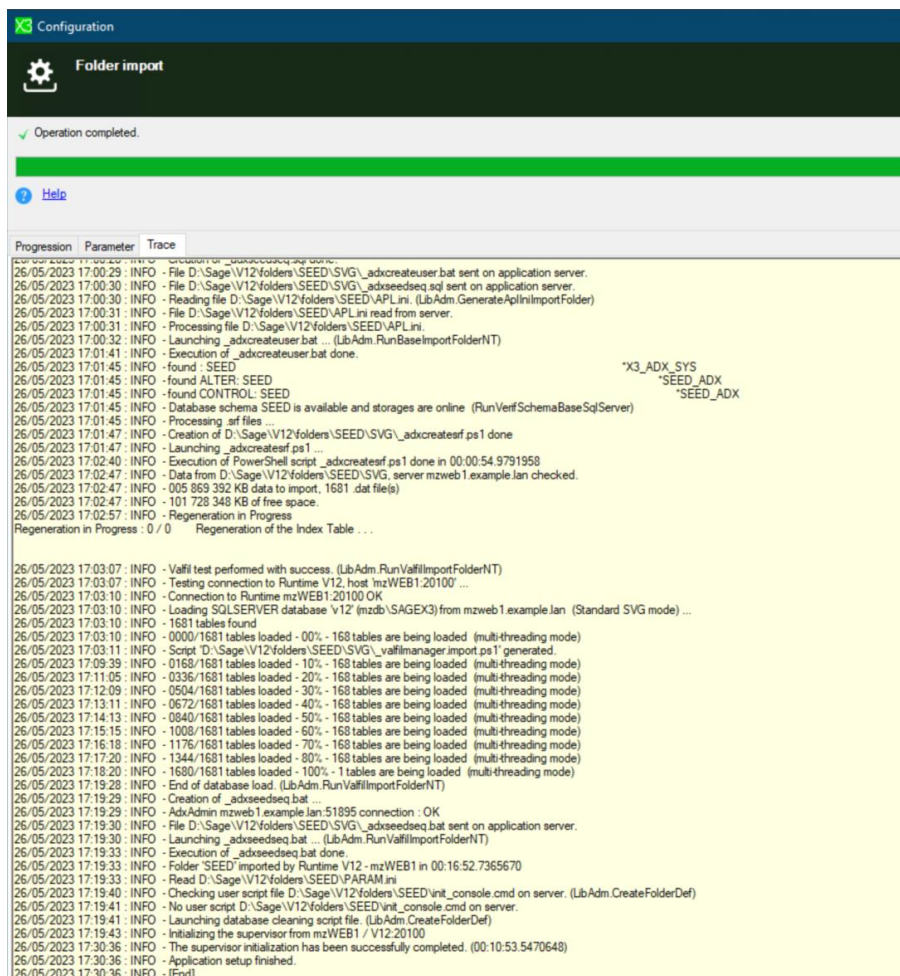 X3 Configuration
Folder import
Operation completed.
? Help
Progression Parameter Trace
26/05/2023 17:00:29 : INFO - File D:\Sage\V12\folders\SEED\SVG\_adxcreateuser.bat sent on application server.
26/05/2023 17:00:30 : INFO - File D:\Sage\V12\folders\SEED\SVG\_adxseedseq.sql sent on application server.
26/05/2023 17:00:30 : INFO - Reading file D:\Sage\V12\folders\SEED\APL.ini. (LibAdm.GenerateAplIniImportFolder)
26/05/2023 17:00:31 : INFO - File D:\Sage\V12\folders\SEED\APL.ini read from server.
26/05/2023 17:00:31 : INFO - Processing file D:\Sage\V12\folders\SEED\APL.ini.
26/05/2023 17:00:32 : INFO - Launching _adxcreateuser.bat ... (LibAdm.RunBaseImportFolderNT)
26/05/2023 17:01:41 : INFO - Execution of _adxcreateuser.bat done.
26/05/2023 17:01:45 : INFO - found : SEED *X3_ADX_SYS
26/05/2023 17:01:45 : INFO - found ALTER: SEED *SEED_ADX
26/05/2023 17:01:45 : INFO - found CONTROL: SEED *SEED_ADX
26/05/2023 17:01:45 : INFO - Database schema SEED is available and storages are online (RunVerifSchemaBaseSqlServer)
26/05/2023 17:01:45 : INFO - Processing .srf files ...
26/05/2023 17:01:47 : INFO - Creation of D:\Sage\V12\folders\SEED\SVG\_adxcreatesrf.ps1 done
26/05/2023 17:01:47 : INFO - Launching _adxcreatesrf.ps1 ...
26/05/2023 17:02:40 : INFO - Execution of PowerShell script _adxcreatesrf.ps1 done in 00:00:54.9791958
26/05/2023 17:02:47 : INFO - Data from D:\Sage\V12\folders\SEED\SVG, server mzweb1.example.lan checked.
26/05/2023 17:02:47 : INFO - 005 869 392 KB data to import, 1681 .dat file(s)
26/05/2023 17:02:47 : INFO - 101 728 348 KB of free space.
26/05/2023 17:02:57 : INFO - Regeneration in Progress
Regeneration in Progress : 0 / 0 Regeneration of the Index Table . . .
26/05/2023 17:03:07 : INFO - Valfil test performed with success. (LibAdm.RunValfilImportFolderNT)
26/05/2023 17:03:07 : INFO - Testing connection to Runtime V12, host 'mzWEB1:20100' ...
26/05/2023 17:03:10 : INFO - Connection to Runtime mzWEB1:20100 OK
26/05/2023 17:03:10 : INFO - Loading SQLSERVER database 'v12' (mzdb\SAGEX3) from mzweb1.example.lan (Standard SVG mode) ...
26/05/2023 17:03:10 : INFO - 1681 tables found
26/05/2023 17:03:10 : INFO - 0000/1681 tables loaded - 00% - 168 tables are being loaded (multi-threading mode)
26/05/2023 17:03:11 : INFO - Script 'D:\Sage\V12\folders\SEED\SVG\_valfilmanager.import.ps1' generated.
26/05/2023 17:09:39 : INFO - 0168/1681 tables loaded - 10% - 168 tables are being loaded (multi-threading mode)
26/05/2023 17:11:05 : INFO - 0336/1681 tables loaded - 20% - 168 tables are being loaded (multi-threading mode)
26/05/2023 17:12:09 : INFO - 0504/1681 tables loaded - 30% - 168 tables are being loaded (multi-threading mode)
26/05/2023 17:13:11 : INFO - 0672/1681 tables loaded - 40% - 168 tables are being loaded (multi-threading mode)
26/05/2023 17:14:13 : INFO - 0840/1681 tables loaded - 50% - 168 tables are being loaded (multi-threading mode)
26/05/2023 17:15:15 : INFO - 1008/1681 tables loaded - 60% - 168 tables are being loaded (multi-threading mode)
26/05/2023 17:16:18 : INFO - 1176/1681 tables loaded - 70% - 168 tables are being loaded (multi-threading mode)
26/05/2023 17:17:20 : INFO - 1344/1681 tables loaded - 80% - 168 tables are being loaded (multi-threading mode)
26/05/2023 17:18:20 : INFO - 1680/1681 tables loaded - 100% - 1 tables are being loaded (multi-threading mode)
26/05/2023 17:19:28 : INFO - End of database load. (LibAdm.RunValfilImportFolderNT)
26/05/2023 17:19:29 : INFO - Creation of _adxseedseq.bat ...
26/05/2023 17:19:29 : INFO - AdxAdmin mzweb1.example.lan:51895 connection : OK
26/05/2023 17:19:30 : INFO - File D:\Sage\V12\folders\SEED\SVG\_adxseedseq.bat sent on application server.
26/05/2023 17:19:30 : INFO - Launching _adxseedseq.bat ... (LibAdm.RunValfilImportFolderNT)
26/05/2023 17:19:33 : INFO - Execution of _adxseedseq.bat done.
26/05/2023 17:19:33 : INFO - Folder 'SEED' imported by Runtime V12 - mzWEB1 in 00:16:52.7365670
26/05/2023 17:19:33 : INFO - Read D:\Sage\V12\folders\SEED\PARAM.ini
26/05/2023 17:19:40 : INFO - Checking user script file D:\Sage\V12\folders\SEED\init_console.cmd on server. (LibAdm.CreateFolderDef)
26/05/2023 17:19:41 : INFO - No user script D:\Sage\V12\folders\SEED\init_console.cmd on server.
26/05/2023 17:19:41 : INFO - Launching database cleaning script file. (LibAdm.CreateFolderDef)
26/05/2023 17:19:43 : INFO - Initializing the supervisor from mzWEB1 / V12:20100
26/05/2023 17:30:36 : INFO - The supervisor initialization has been successfully completed. (00:10:53.5470648)
26/05/2023 17:30:36 : INFO - Application setup finished.
26/05/2023 17:30:36 : INFO - [End]